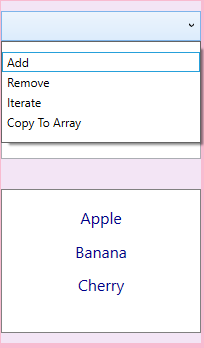 Add
Remove
Iterate
Copy To Array
Apple
Banana
Cherry